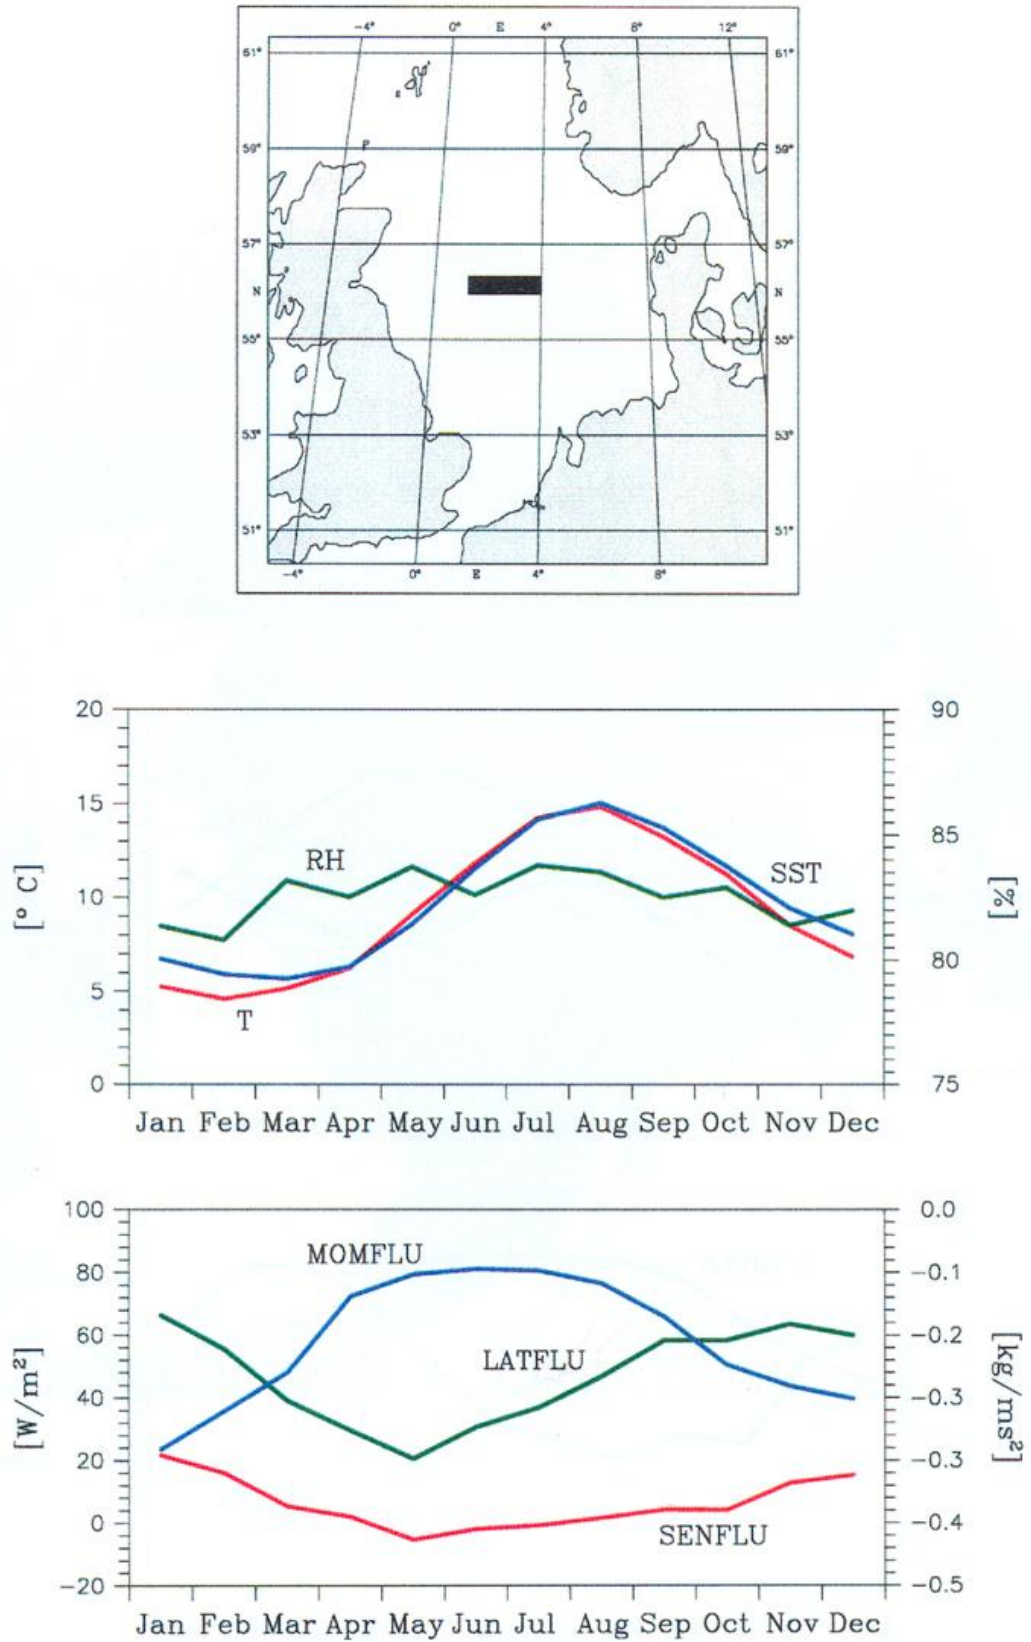 -4° 0° E 4° 8° 12°
61° 61°
59° 59°
57° 57°
N N
55° 55°
53° 53°
51° 51°
-4° 0° E 4° 8°
20 90
15
RH 85
SST
[° C] 10 [%]
80
5
T
0 75
Jan Feb Mar Apr May Jun Jul Aug Sep Oct Nov Dec
100 0.0
MOMFLU
80 -0.1
60 -0.2
LATFLU
[W/m²] 40 -0.3 [kg/ms²]
20 -0.3
0 -0.4
SENFLU
-20 -0.5
Jan Feb Mar Apr May Jun Jul Aug Sep Oct Nov Dec